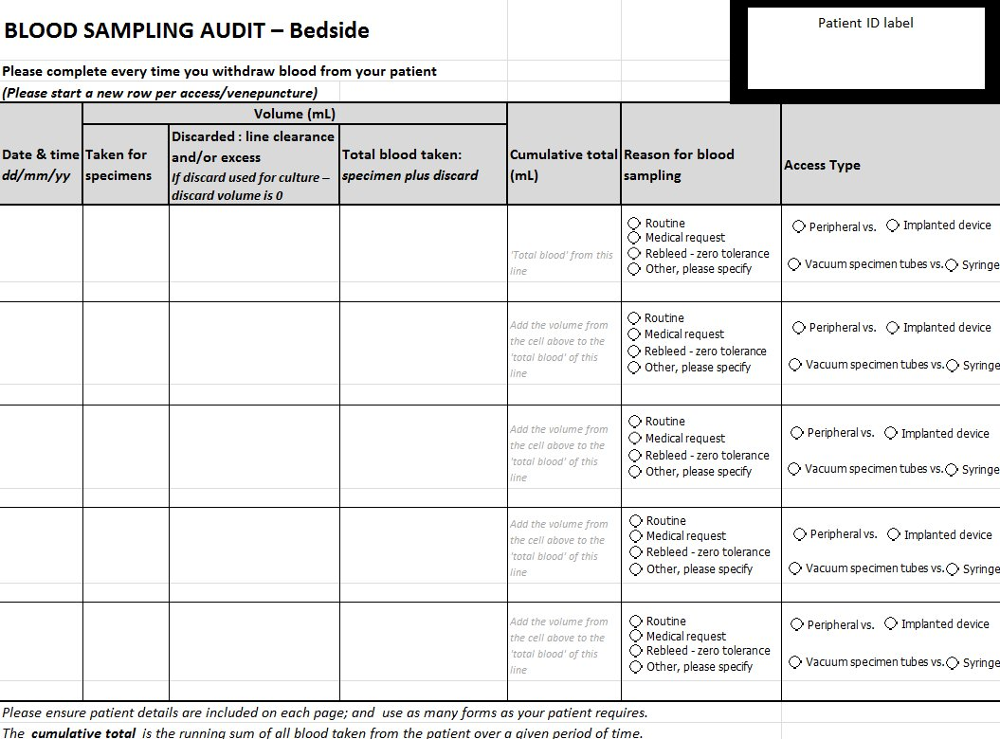 BLOOD SAMPLING AUDIT – Bedside
Patient ID label
Please complete every time you withdraw blood from your patient
(Please start a new row per access/venepuncture)
Volume (mL)
Date & time
dd/mm/yy
Taken for
specimens
Discarded : line clearance
and/or excess
If discard used for culture –
discard volume is 0
Total blood taken:
specimen plus discard
Cumulative total
(mL)
Reason for blood
sampling
Access Type
'Total blood' from this
line
Routine
Medical request
Rebleed - zero tolerance
Other, please specify
Peripheral vs. Implanted device
Vacuum specimen tubes vs. Syringe
Add the volume from
the cell above to the
'total blood' of this
line
Routine
Medical request
Rebleed - zero tolerance
Other, please specify
Peripheral vs. Implanted device
Vacuum specimen tubes vs. Syringe
Add the volume from
the cell above to the
'total blood' of this
line
Routine
Medical request
Rebleed - zero tolerance
Other, please specify
Peripheral vs. Implanted device
Vacuum specimen tubes vs. Syringe
Add the volume from
the cell above to the
'total blood' of this
line
Routine
Medical request
Rebleed - zero tolerance
Other, please specify
Peripheral vs. Implanted device
Vacuum specimen tubes vs. Syringe
Add the volume from
the cell above to the
'total blood' of this
line
Routine
Medical request
Rebleed - zero tolerance
Other, please specify
Peripheral vs. Implanted device
Vacuum specimen tubes vs. Syringe
Please ensure patient details are included on each page; and use as many forms as your patient requires.
The cumulative total is the running sum of all blood taken from the patient over a given period of time.